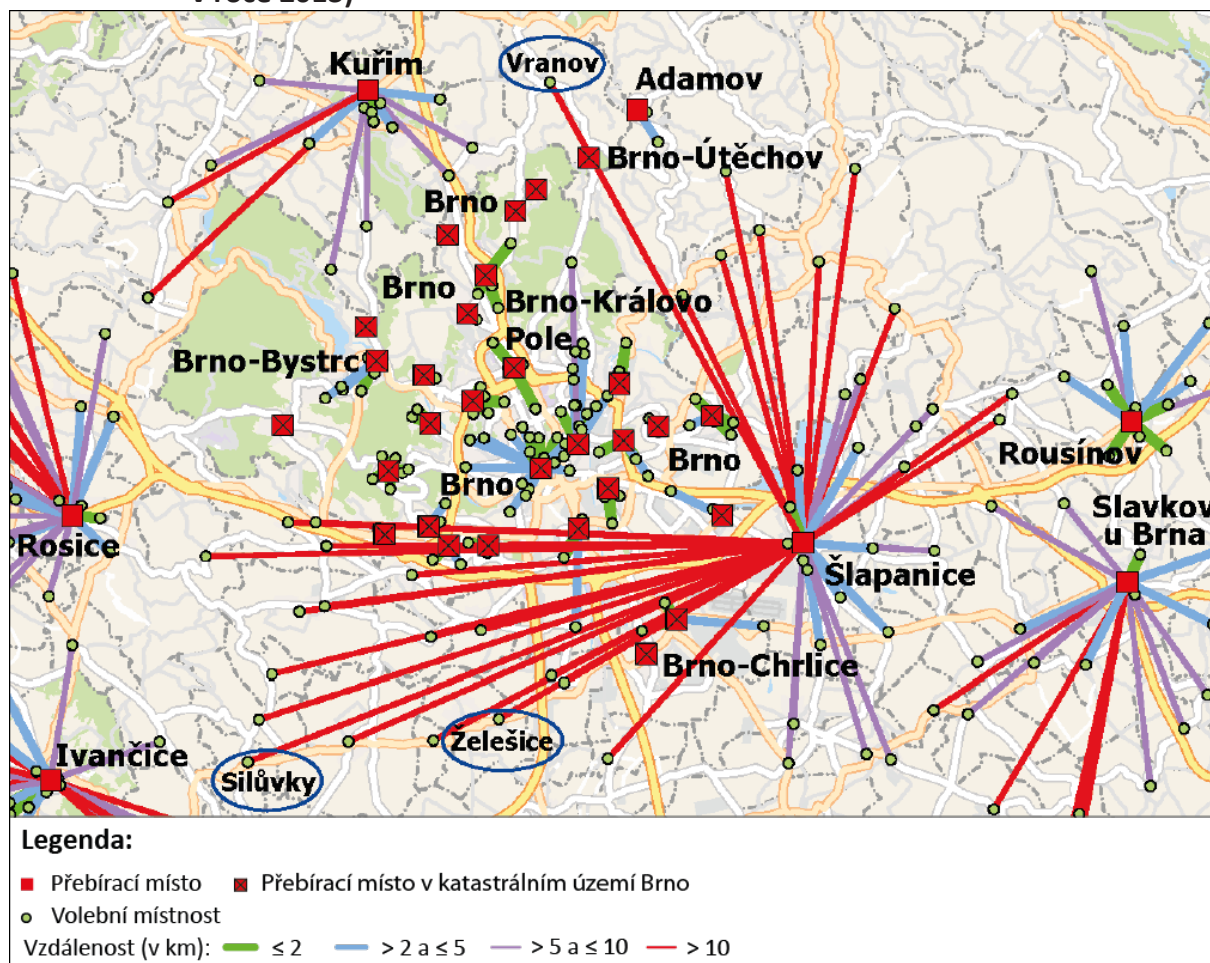 Kuřim
Vranov
Adamov
Brno-Útěchov
Brno
Brno
Brno-Královo
Pole
Brno-Bystrc
Brno
Rousínov
Brno
Slavkov
u Brna
Rosice
Šlapanice
Brno-Chrlice
Želešice
Ivančice
Silůvky
Legenda:
Přebírací místo Přebírací místo v katastrálním území Brno
Volební místnost
Vzdálenost (v km): ≤ 2 > 2 a ≤ 5 > 5 a ≤ 10 > 10